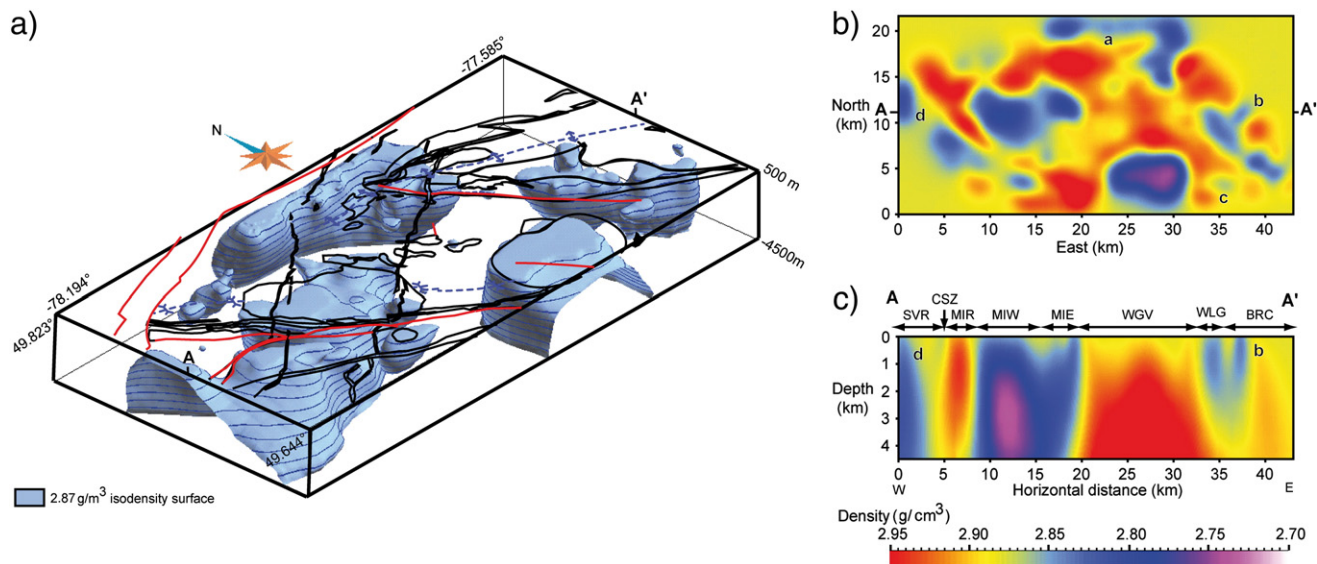 a)
-77.585°
A'
N
500 m
-4500m
-78.194°
49.823°
A
49.644°
2.87 g/m³ isodensity surface
b)
20
15
North
(km)
10
5
0
A
A'
a
b
c
d
0 5 10 15 20 25 30 35 40
East (km)
c)
A
A'
CSZ
SVR MIR MIW MIE WGV WLG BRC
d
b
0
1
Depth
2
(km)
3
4
0 5 10 15 20 25 30 35 40
W Horizontal distance (km) E
Density (g/cm³)
2.95 2.90 2.85 2.80 2.75 2.70